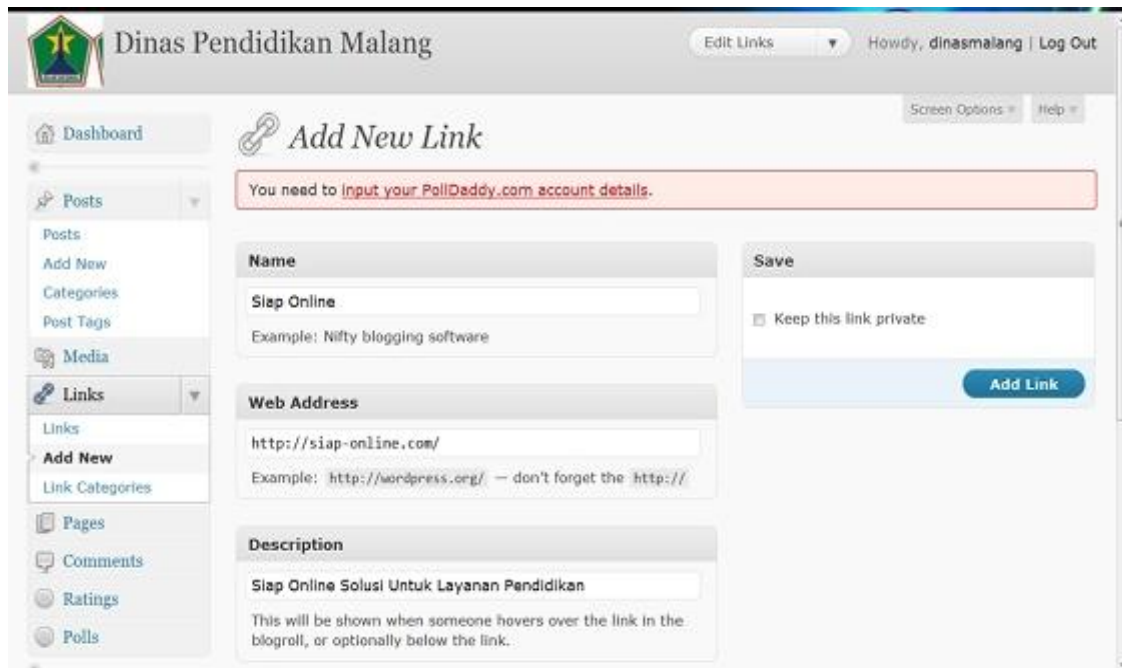 Dinas Pendidikan Malang
Edit Links
Howdy, dinasmalang | Log Out
Screen Options
Help
Dashboard
Add New Link
You need to input your PollDaddy.com account details.
Posts
Posts
Add New
Categories
Post Tags
Media
Links
Links
Add New
Link Categories
Pages
Comments
Ratings
Polls
Name
Siap Online
Example: Nifty blogging software
Web Address
http://siap-online.com/
Example: http://wordpress.org/ — don't forget the http://
Description
Siap Online Solusi Untuk Layanan Pendidikan
This will be shown when someone hovers over the link in the
blogroll, or optionally below the link.
Save
Keep this link private
Add Link